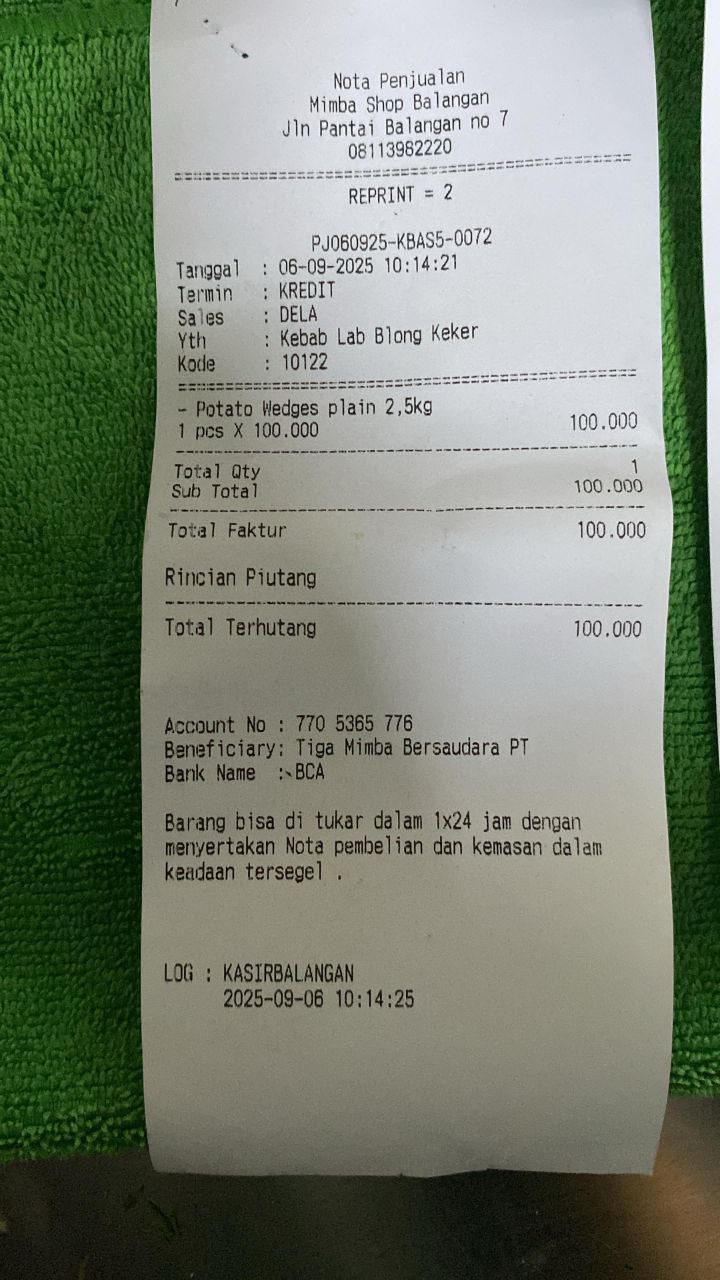 Nota Penjualan
Mimba Shop Balangan
Jln Pantai Balangan no 7
08113982220
REPRINT = 2
PJ060925-KBAS5-0072
Tanggal : 06-09-2025 10:14:21
Termin : KREDIT
Sales : DELA
Yth : Kebab Lab Blong Keker
Kode : 10122
- Potato Wedges plain 2,5kg
1 pcs X 100.000 100.000
Total Qty 1
Sub Total 100.000
Total Faktur 100.000
Rincian Piutang
Total Terhutang 100.000
Account No : 770 5365 776
Beneficiary: Tiga Mimba Bersaudara PT
Bank Name : BCA
Barang bisa di tukar dalam 1x24 jam dengan
menyertakan Nota pembelian dan kemasan dalam
keadaan tersegel .
LOG : KASIRBALANGAN
2025-09-06 10:14:25